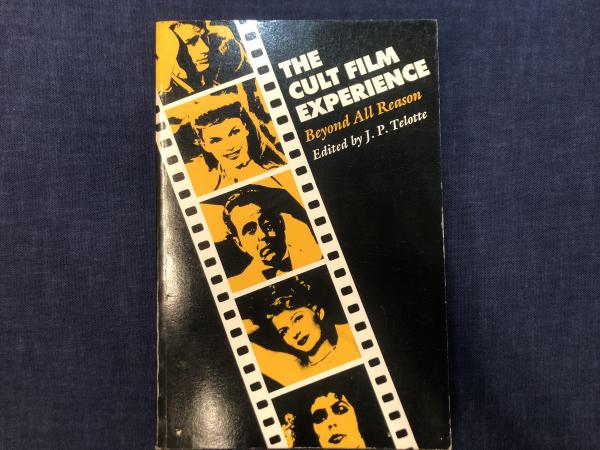 THE
CULT FILM
EXPERIENCE
Beyond All Reason
Edited by J. P. Telotte